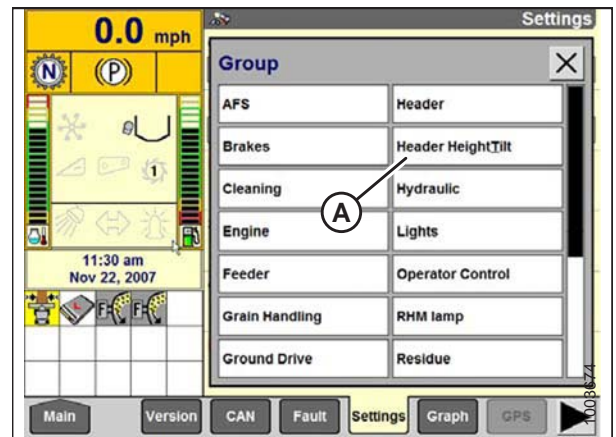 0.0 mph
Settings
N
(P)
1
11:30 am
Nov 22, 2007
F
F
Group
X
AFS
Header
Brakes
Header HeightTilt
Cleaning
Hydraulic
A
Engine
Lights
Feeder
Operator Control
Grain Handling
RHM lamp
Ground Drive
Residue
1003674
Main
Version
CAN
Fault
Settings
Graph
GPS